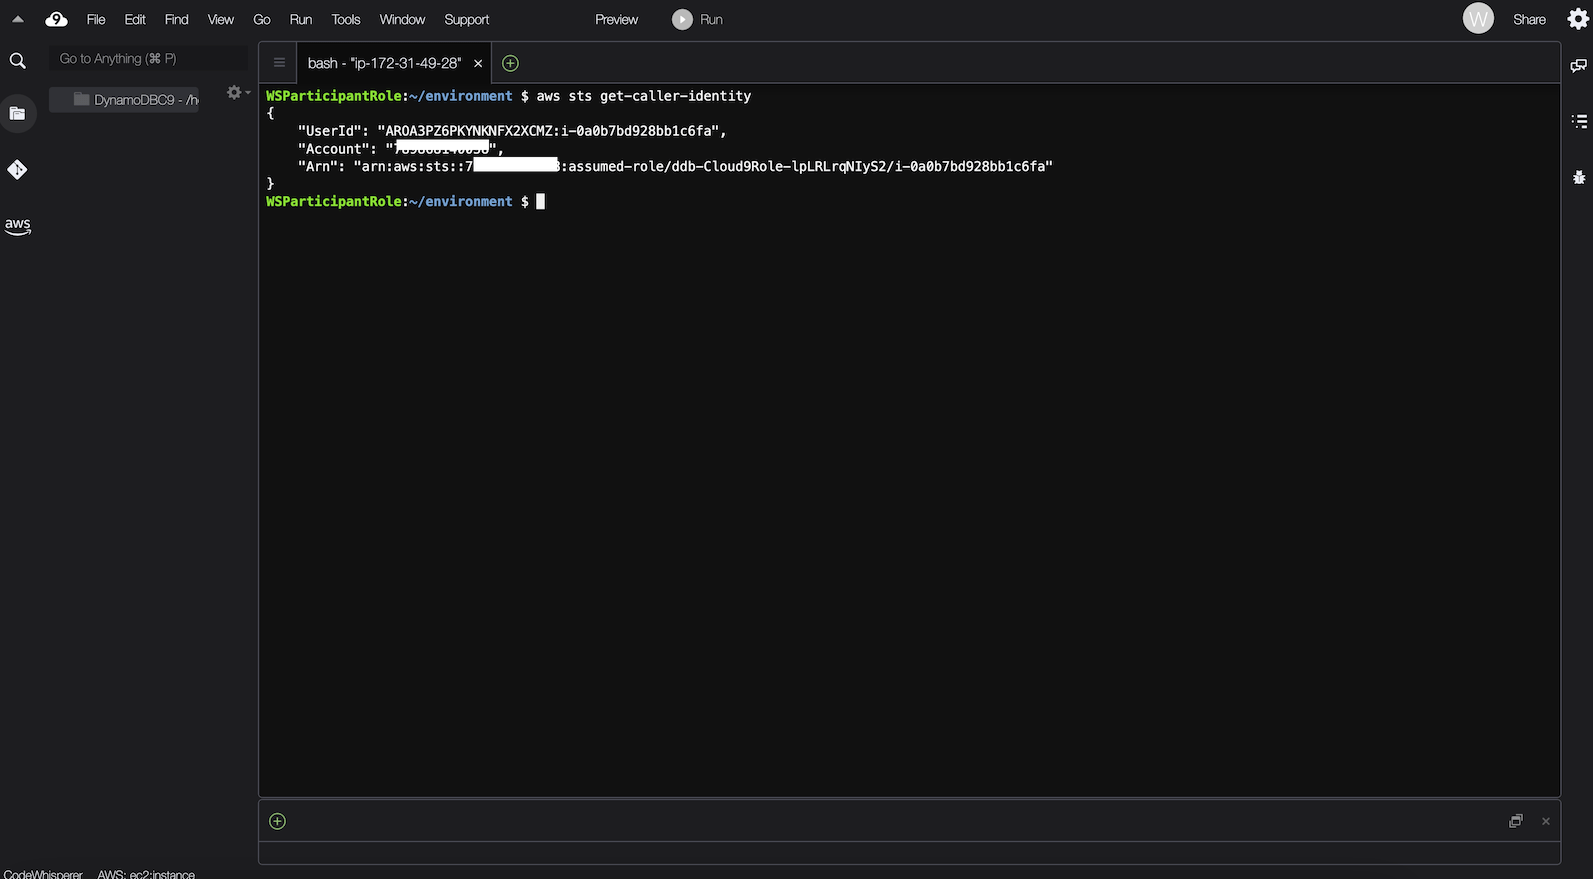 9 File Edit Find View Go Run Tools Window Support Preview Run W Share
Go to Anything (⌘ P)
bash - "ip-172-31-49-28"
DynamoDBC9 - /h
WSParticipantRole:~/environment $ aws sts get-caller-identity
{
"UserId": "AROA3PZ6PKYNKNFX2XCMZ:i-0a0b7bd928bb1c6fa",
"Account": "
",
"Arn": "arn:aws:sts::7
:assumed-role/ddb-Cloud9Role-lpLRLrqNIyS2/i-0a0b7bd928bb1c6fa"
}
WSParticipantRole:~/environment $
aws
CodeWhisperer AWS: ec2:instance